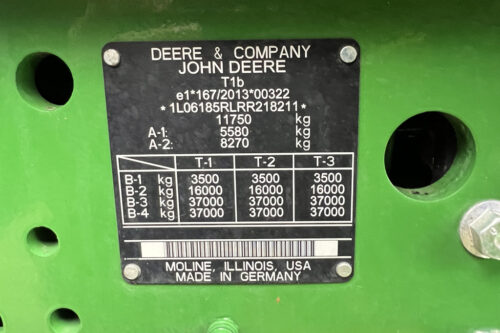 DEERE & COMPANY
JOHN DEERE
T1b
e1*167/2013*00322
*1L06185RLRR218211*
11750 kg
A-1: 5580 kg
A-2: 8270 kg
T-1 T-2 T-3
B-1 kg 3500 3500 3500
B-2 kg 16000 16000 16000
B-3 kg 37000 37000 37000
B-4 kg 37000 37000 37000
MOLINE, ILLINOIS, USA
MADE IN GERMANY